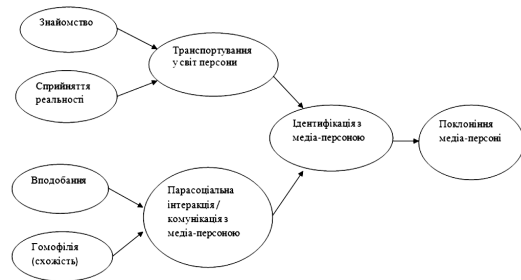 Знайомство
Сприйняття
реальності
Транспортування
у світ персони
Ідентифікація з
медіа-персоною
Поклоніння
медіа-персоні
Вподобання
Гомофілія
(схожість)
Парасоціальна
інтеракція /
комунікація з
медіа-персоною